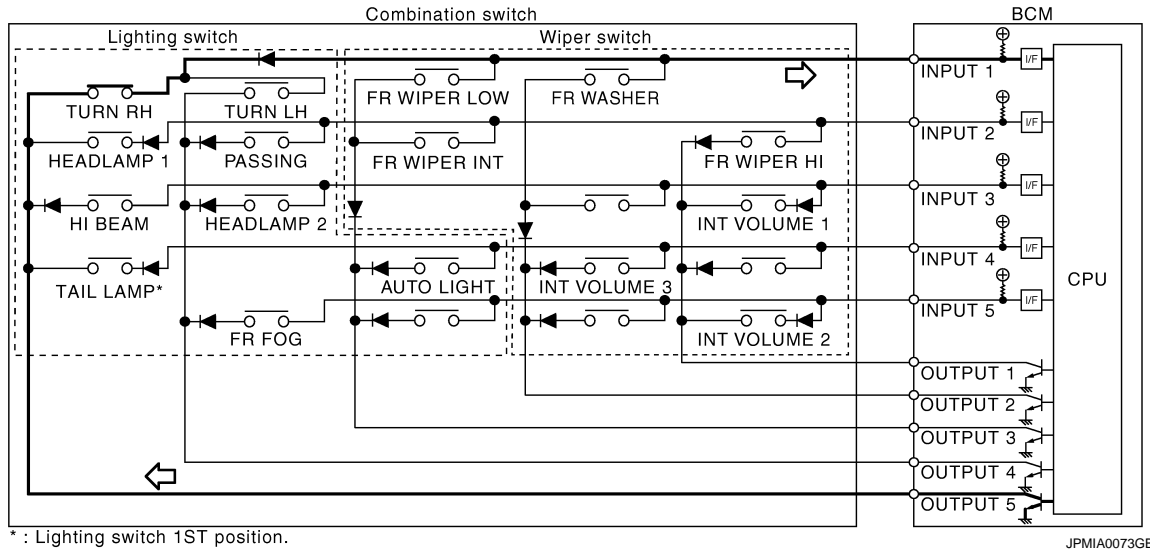 Combination switch
BCM
Lighting switch
Wiper switch
INPUT 1
I/F
TURN RH
TURN LH
FR WIPER LOW
FR WASHER
INPUT 2
I/F
HEADLAMP 1
PASSING
FR WIPER INT
FR WIPER HI
INPUT 3
I/F
HI BEAM
HEADLAMP 2
INT VOLUME 1
INPUT 4
I/F
TAIL LAMP*
AUTO LIGHT
INT VOLUME 3
CPU
INPUT 5
I/F
FR FOG
INT VOLUME 2
OUTPUT 1
OUTPUT 2
OUTPUT 3
OUTPUT 4
OUTPUT 5
* : Lighting switch 1ST position.
JPMIA0073GB